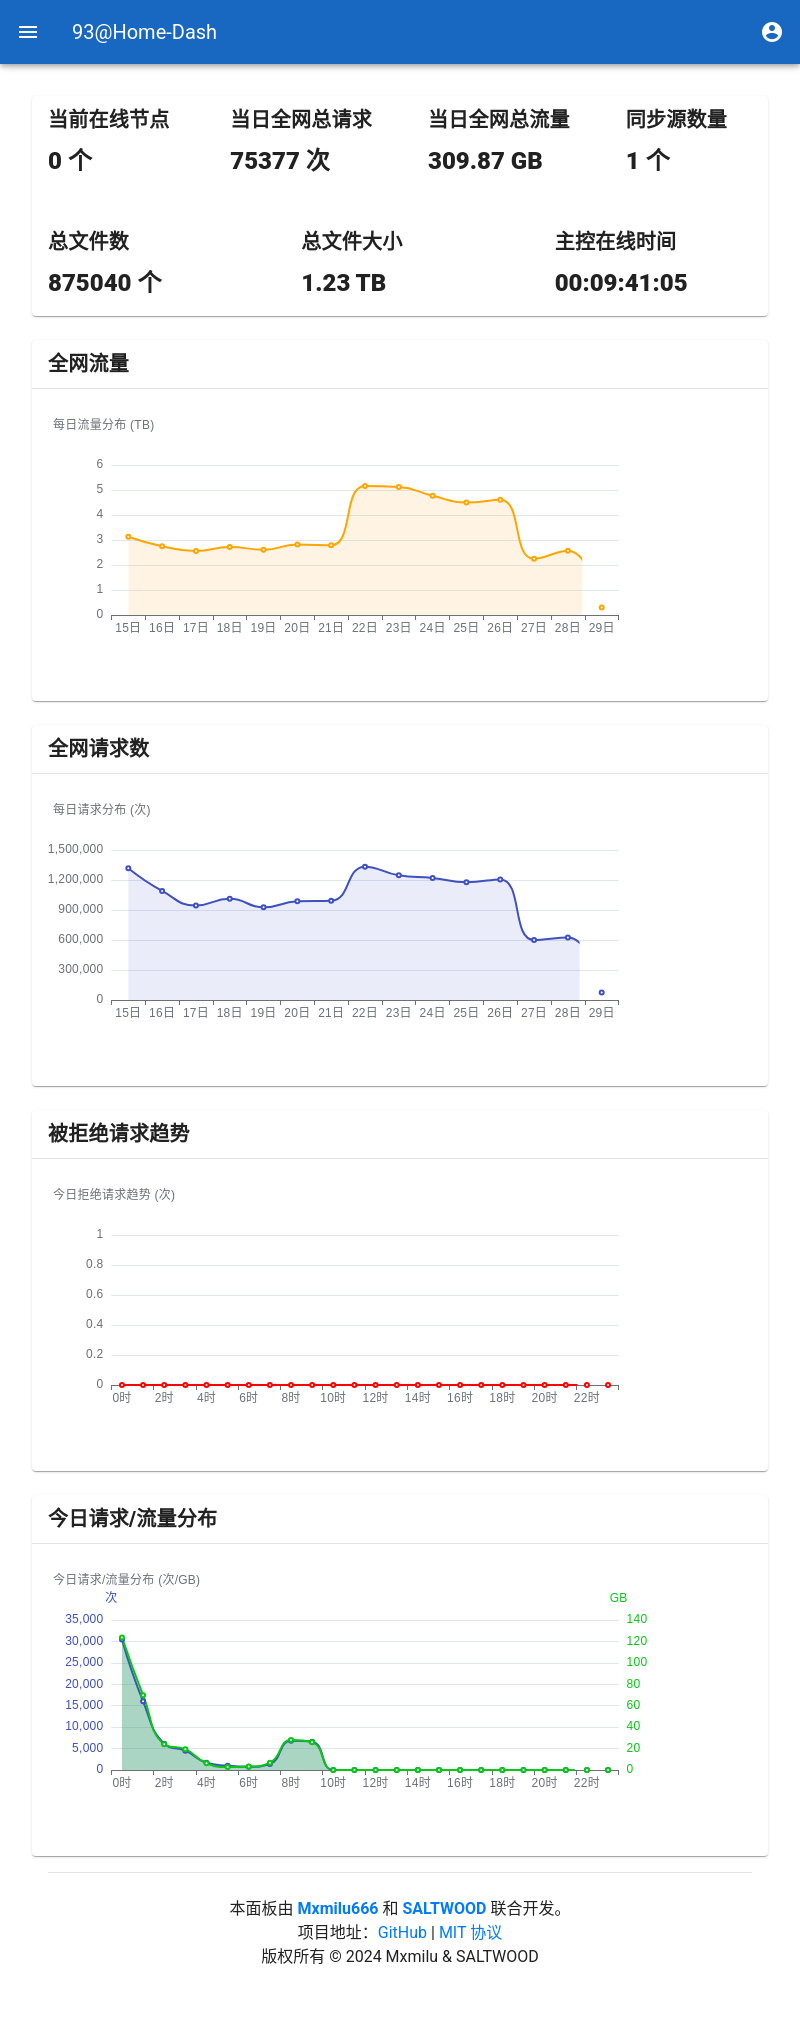 93@Home-Dash
当前在线节点 当日全网总请求 当日全网总流量 同步源数量
0 个 75377 次 309.87 GB 1 个
总文件数 总文件大小 主控在线时间
875040 个 1.23 TB 00:09:41:05
全网流量
每日流量分布 (TB)
6
5
4
3
2
1
0
15日 16日 17日 18日 19日 20日 21日 22日 23日 24日 25日 26日 27日 28日 29日
全网请求数
每日请求分布 (次)
1,500,000
1,200,000
900,000
600,000
300,000
0
15日 16日 17日 18日 19日 20日 21日 22日 23日 24日 25日 26日 27日 28日 29日
被拒绝请求趋势
今日拒绝请求趋势 (次)
1
0.8
0.6
0.4
0.2
0
0时 2时 4时 6时 8时 10时 12时 14时 16时 18时 20时 22时
今日请求/流量分布
今日请求/流量分布 (次/GB)
次 GB
35,000 140
30,000 120
25,000 100
20,000 80
15,000 60
10,000 40
5,000 20
0 0
0时 2时 4时 6时 8时 10时 12时 14时 16时 18时 20时 22时
本面板由 Mxmilu666 和 SALTWOOD 联合开发。
项目地址：GitHub | MIT 协议
版权所有 © 2024 Mxmilu & SALTWOOD